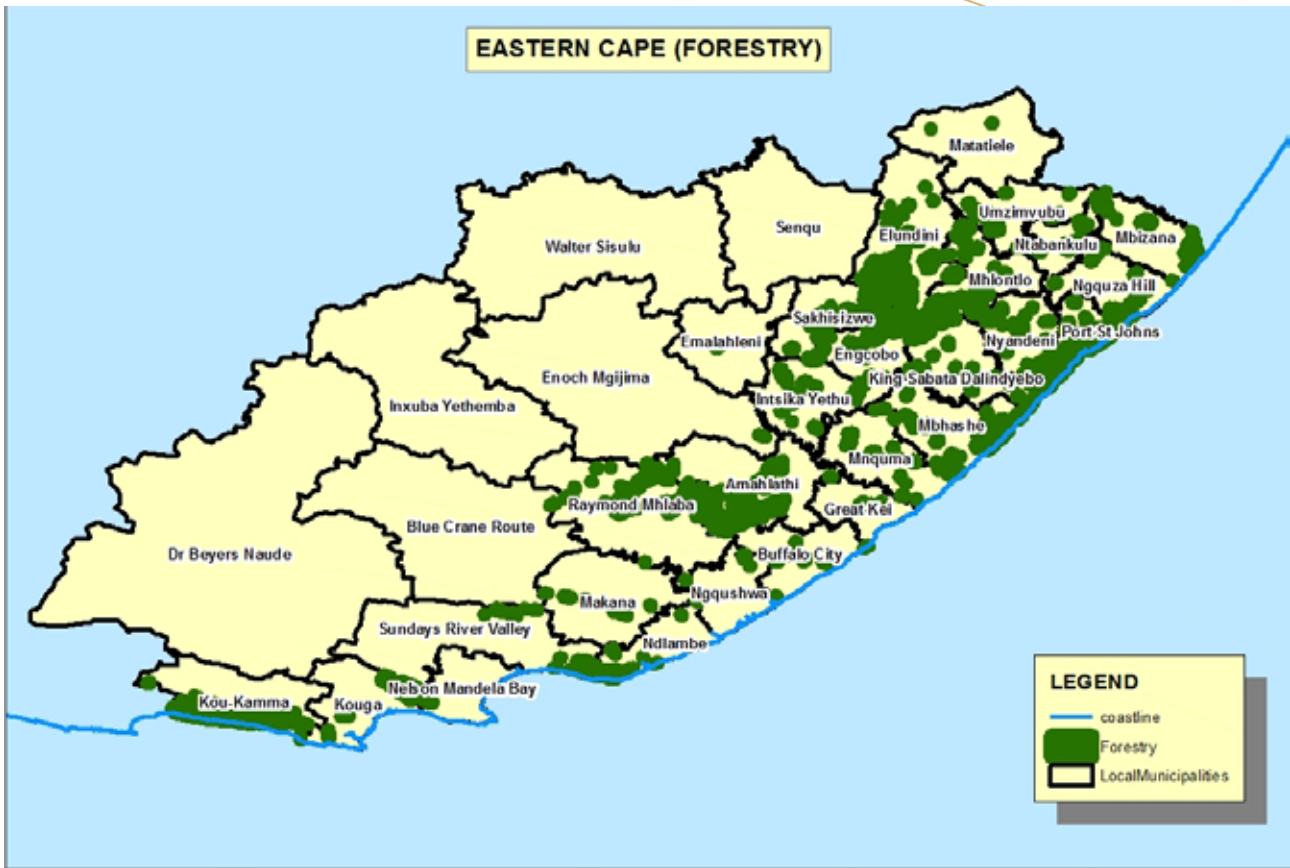 EASTERN CAPE (FORESTRY)
Matatiele
Umzimvubu
Senqu
Elundini
Mbizana
Walter Sisulu
Ntabankulu
Mhlontlo
Ngquza Hill
Sakhisizwe
Port St Johns
Emalahleni
Nyandeni
Engcobo
Enoch Mgijima
King Sabata Dalindyebo
Intsika Yethu
Inxuba Yethemba
Mbhashe
Mnquma
Amahlathi
Raymond Mhlaba
Great Kei
Blue Crane Route
Dr Beyers Naude
Buffalo City
Ngqushwa
Makana
Sundays River Valley
Ndlambe
Nelson Mandela Bay
Kou-Kamma
Kouga
LEGEND
coastline
Forestry
LocalMunicipalities